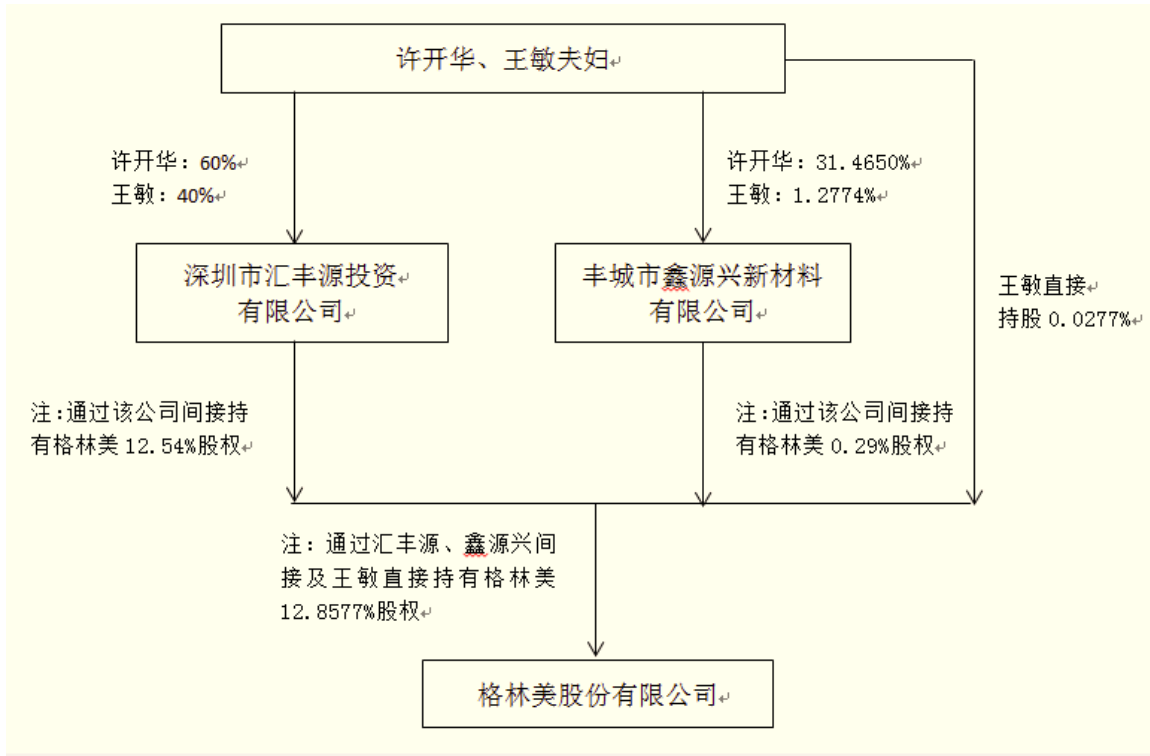 许开华、王敏夫妇
许开华：60%
王敏：40%
许开华：31.4650%
王敏：1.2774%
深圳市汇丰源投资
有限公司
丰城市鑫源兴新材料
有限公司
王敏直接
持股 0.0277%
注:通过该公司间接持
有格林美 12.54%股权
注:通过该公司间接持
有格林美 0.29%股权
注：通过汇丰源、鑫源兴间
接及王敏直接持有格林美
12.8577%股权
格林美股份有限公司